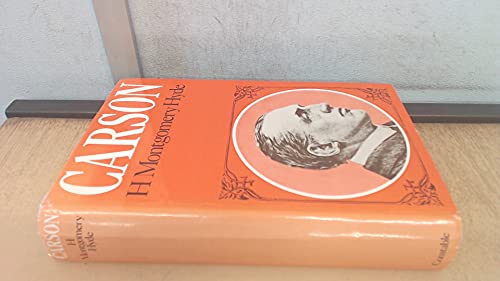 CARSON
H Montgomery Hyde
CARSON
H
Montgomery
Hyde
Constable